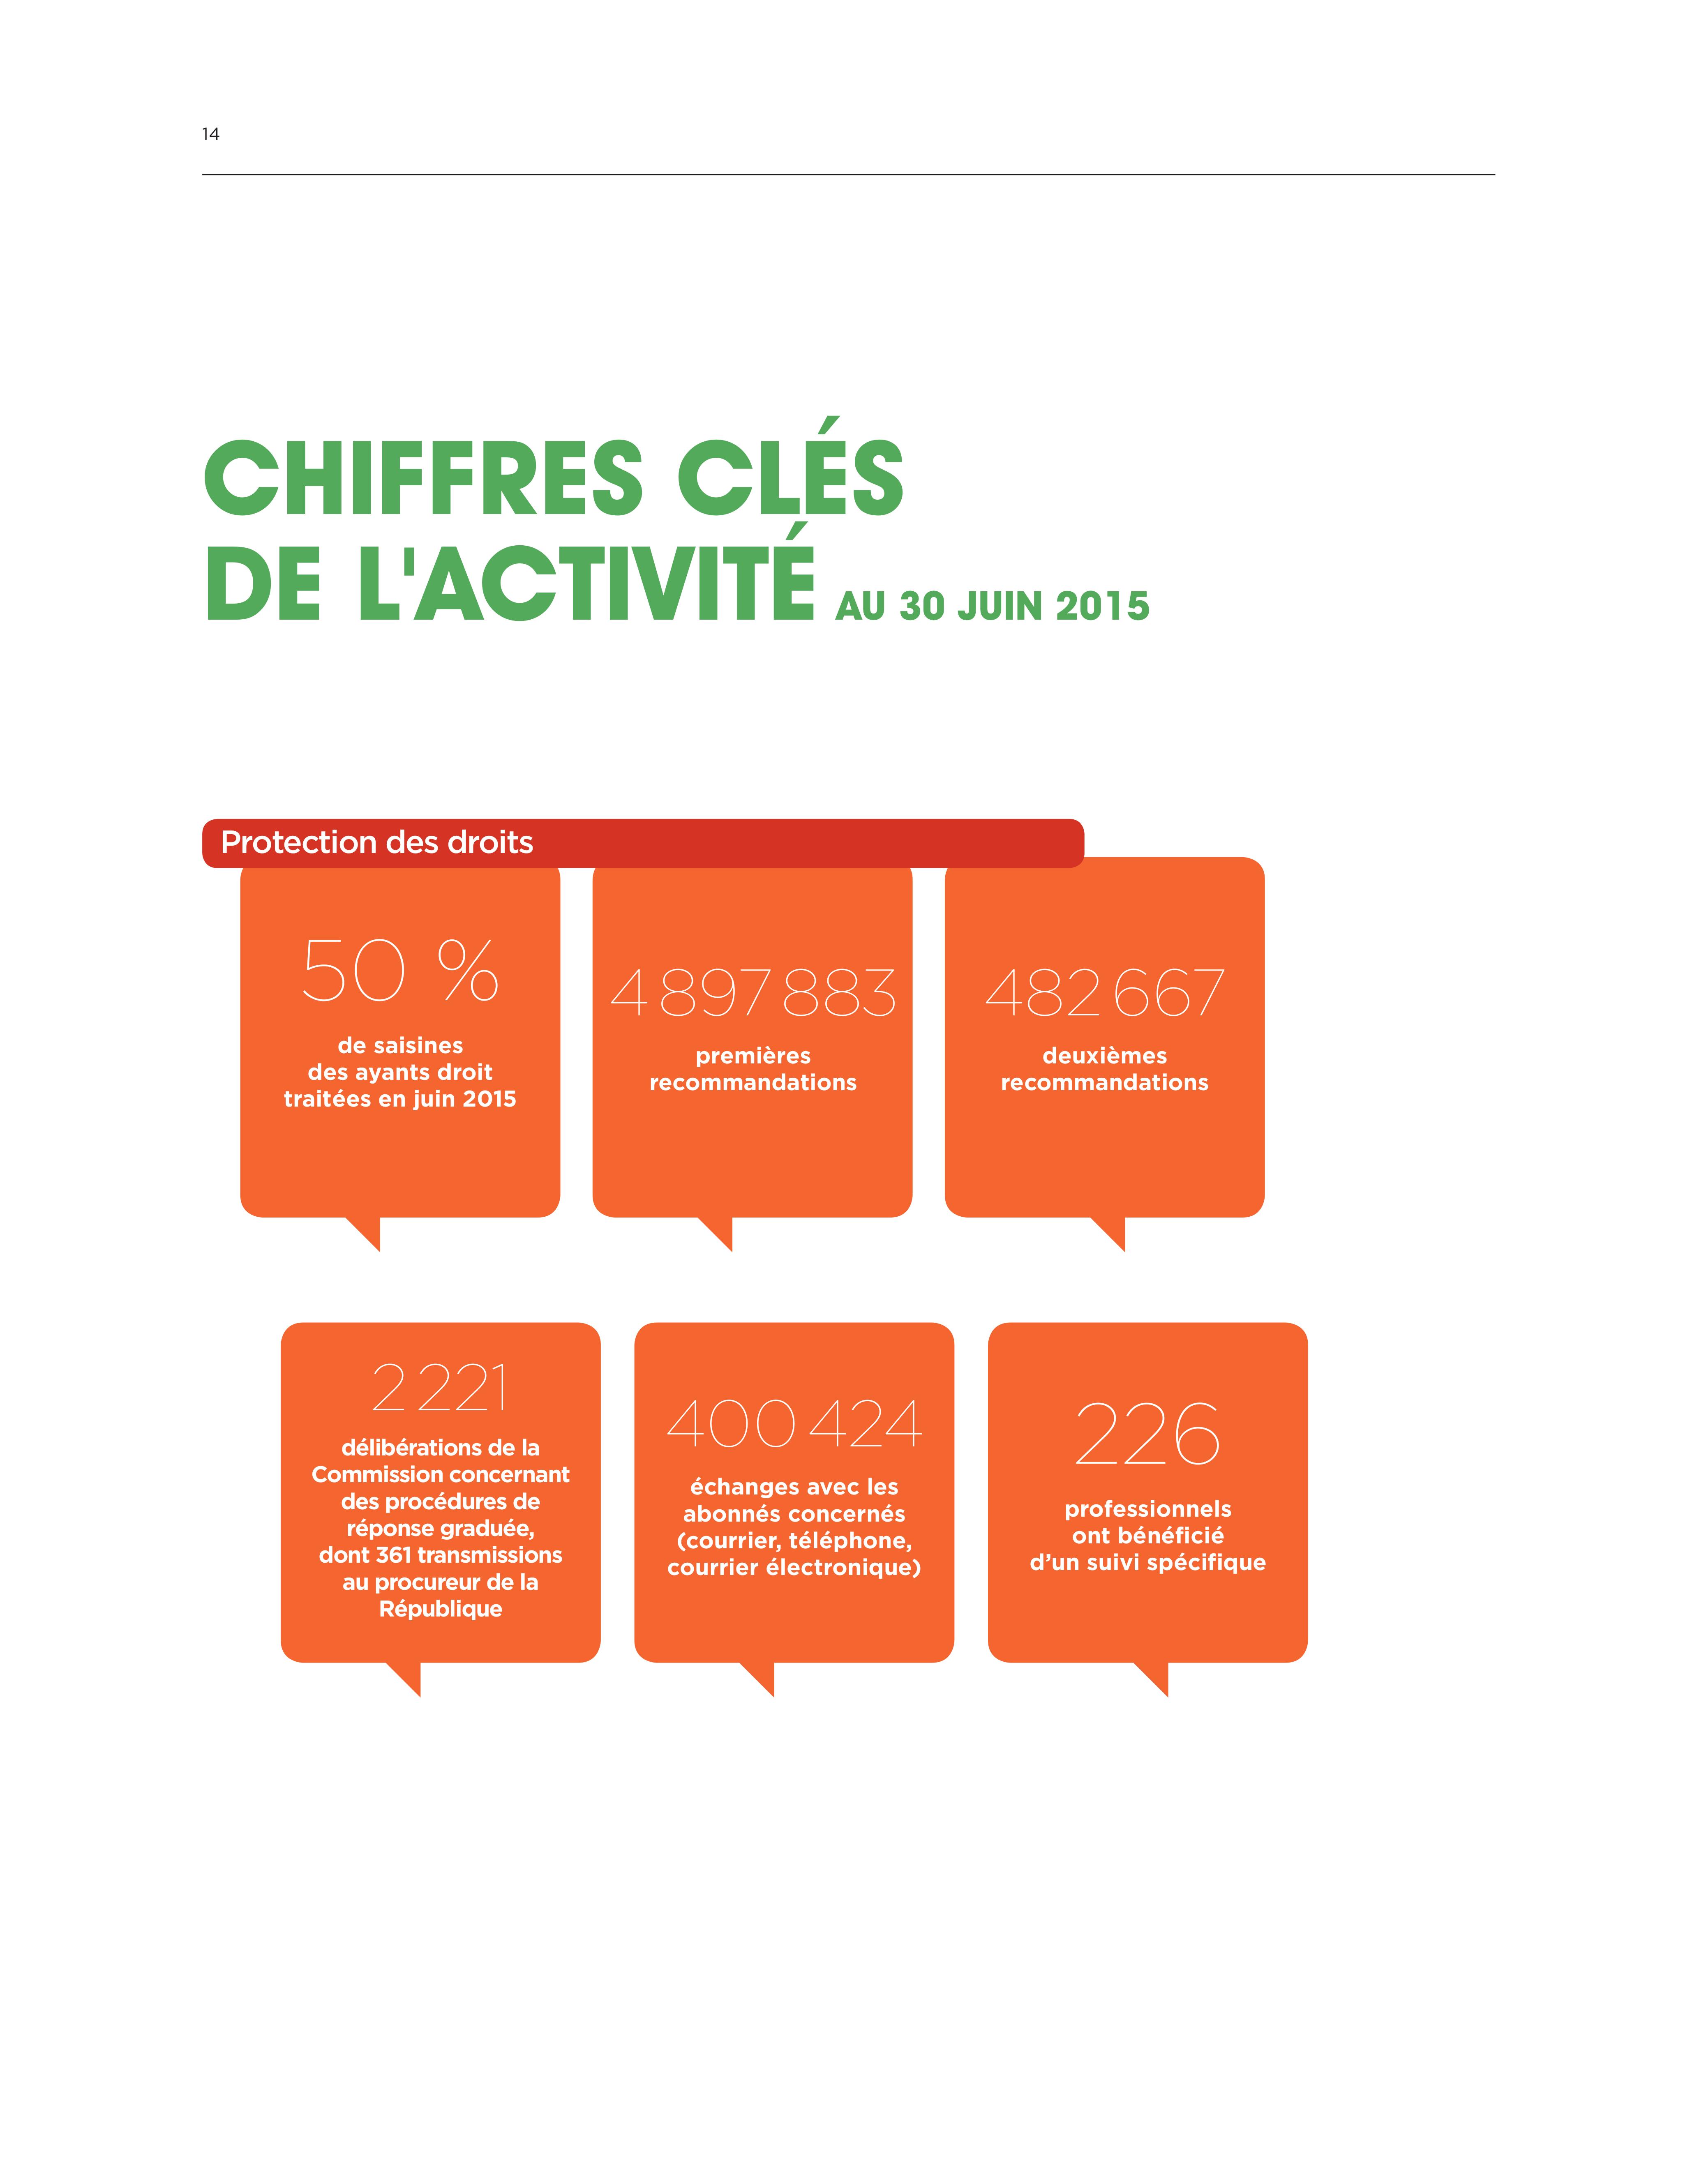 14
CHIFFRES CLÉS
DE L'ACTIVITÉ AU 30 JUIN 2015
Protection des droits
50 %
de saisines
des ayants droit
traitées en juin 2015
4 897 883
premières
recommandations
482 667
deuxièmes
recommandations
2 221
délibérations de la
Commission concernant
des procédures de
réponse graduée,
dont 361 transmissions
au procureur de la
République
400 424
échanges avec les
abonnés concernés
(courrier, téléphone,
courrier électronique)
226
professionnels
ont bénéficié
d’un suivi spécifique